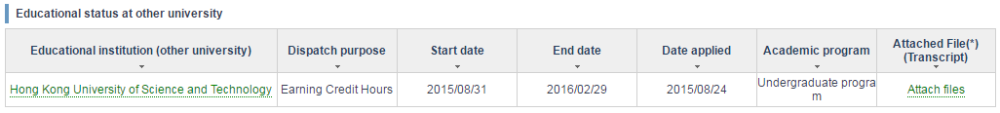 Educational status at other university
Educational institution (other university) Dispatch purpose Start date End date Date applied Academic program Attached File(*)
(Transcript)
Hong Kong University of Science and Technology Earning Credit Hours 2015/08/31 2016/02/29 2015/08/24 Undergraduate progra
m Attach files